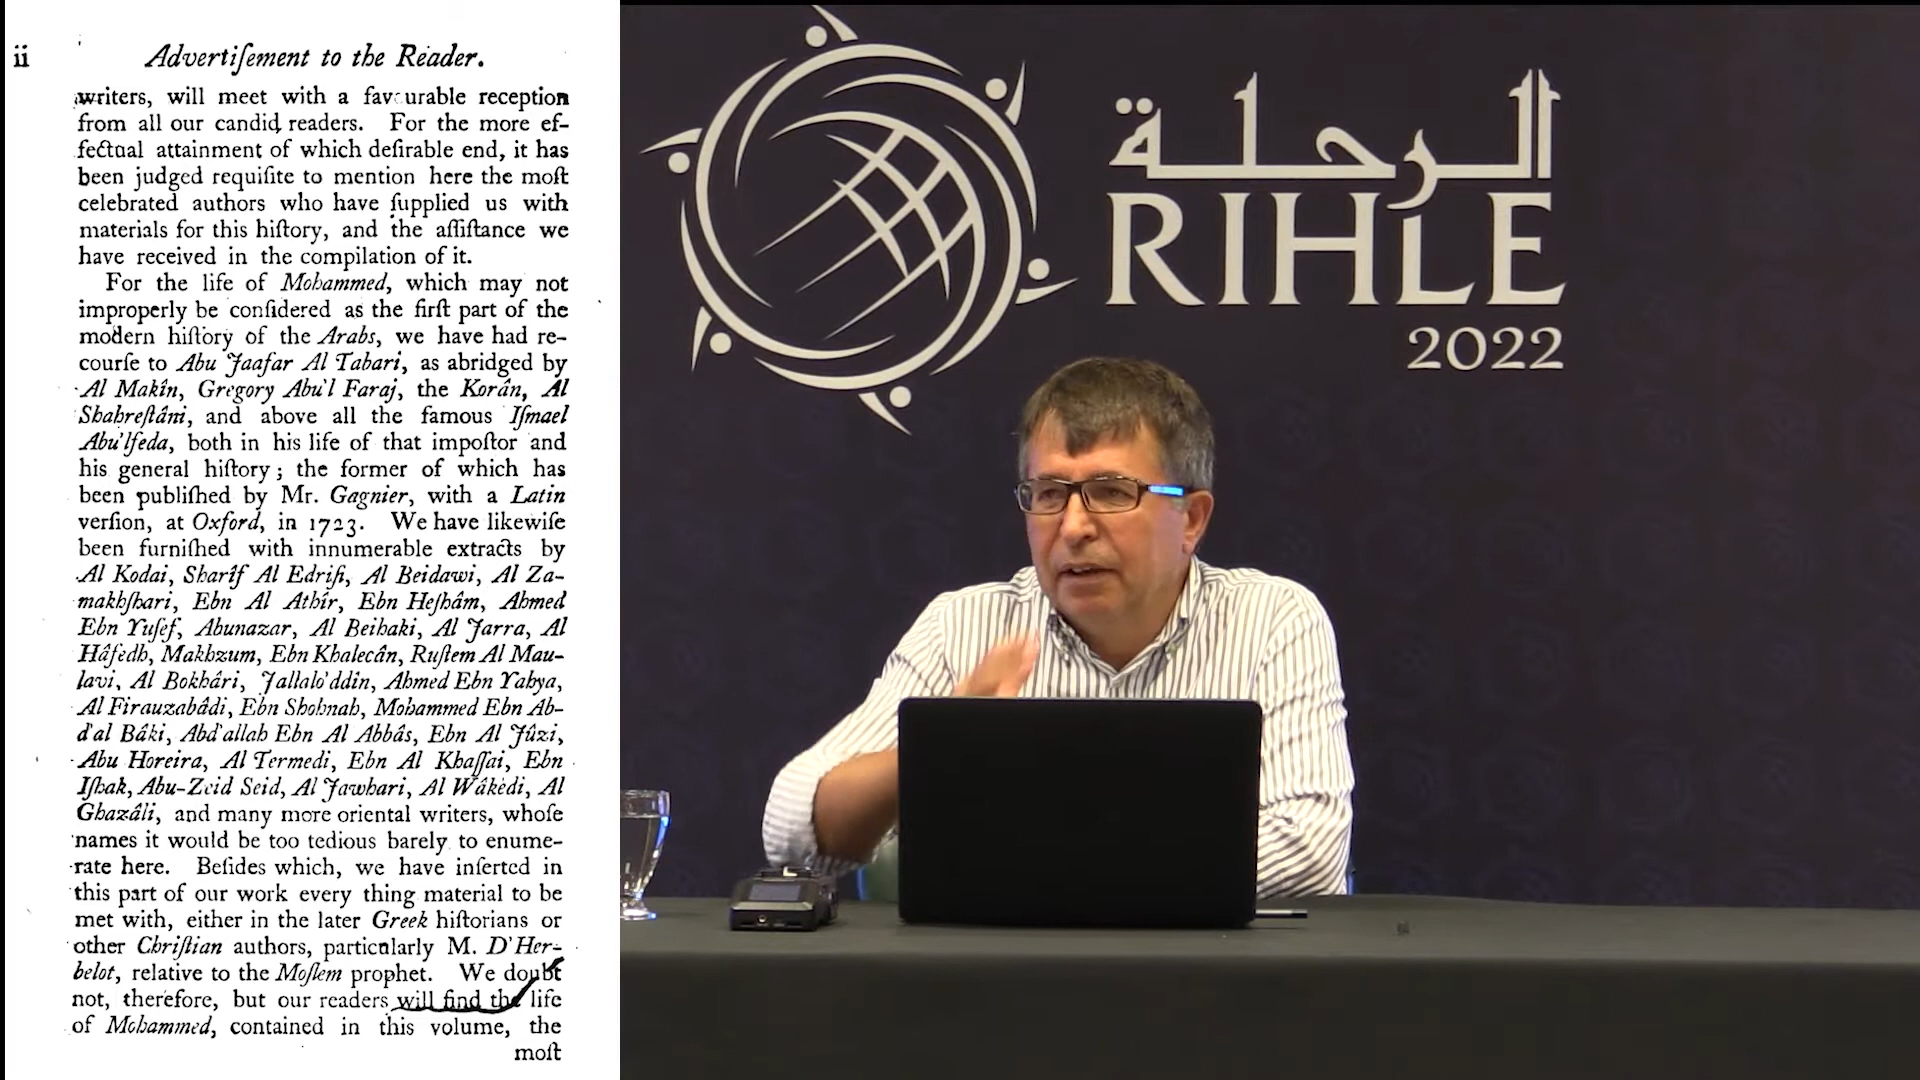 ii Advertiſement to the Reader.
writers, will meet with a favourable reception
from all our candid readers. For the more ef-
fectual attainment of which deſirable end, it has
been judged requiſite to mention here the moſt
celebrated authors who have ſupplied us with
materials for this hiſtory, and the aſſiſtance we
have received in the compilation of it.
For the life of Mohammed, which may not
improperly be conſidered as the firſt part of the
modern hiſtory of the Arabs, we have had re-
courſe to Abu Jaafar Al Tabari, as abridged by
Al Makîn, Gregory Abu'l Faraj, the Korân, Al
Shahreſtâni, and above all the famous Iſmael
Abu'lfeda, both in his life of that impoſtor and
his general hiſtory; the former of which has
been publiſhed by Mr. Gagnier, with a Latin
verſion, at Oxford, in 1723. We have likewiſe
been furniſhed with innumerable extracts by
Al Kodai, Sharîf Al Edriſi, Al Beidawi, Al Za-
makhſhari, Ebn Al Athîr, Ebn Heſhâm, Ahmed
Ebn Yuſef, Abunazar, Al Beihaki, Al Jarra, Al
Hâfedh, Makhzum, Ebn Khalecân, Ruſtem Al Mau-
lavi, Al Bokhâri, Jallalo'ddîn, Ahmed Ebn Yahya,
Al Firauzabâdi, Ebn Shohnah, Mohammed Ebn Ab-
d'al Bâki, Abd'allah Ebn Al Abbâs, Ebn Al Jûzi,
Abu Horeira, Al Termedi, Ebn Al Khaſſai, Ebn
Iſhak, Abu-Zeid Seid, Al Jawhari, Al Wâkedi, Al
Ghazâli, and many more oriental writers, whoſe
names it would be too tedious barely to enume-
rate here. Beſides which, we have inſerted in
this part of our work every thing material to be
met with, either in the later Greek hiſtorians or
other Chriſtian authors, particularly M. D'Her-
belot, relative to the Moſlem prophet. We doubt
not, therefore, but our readers will find the life
of Mohammed, contained in this volume, the
moſt
الرحلة
RIHLE
2022